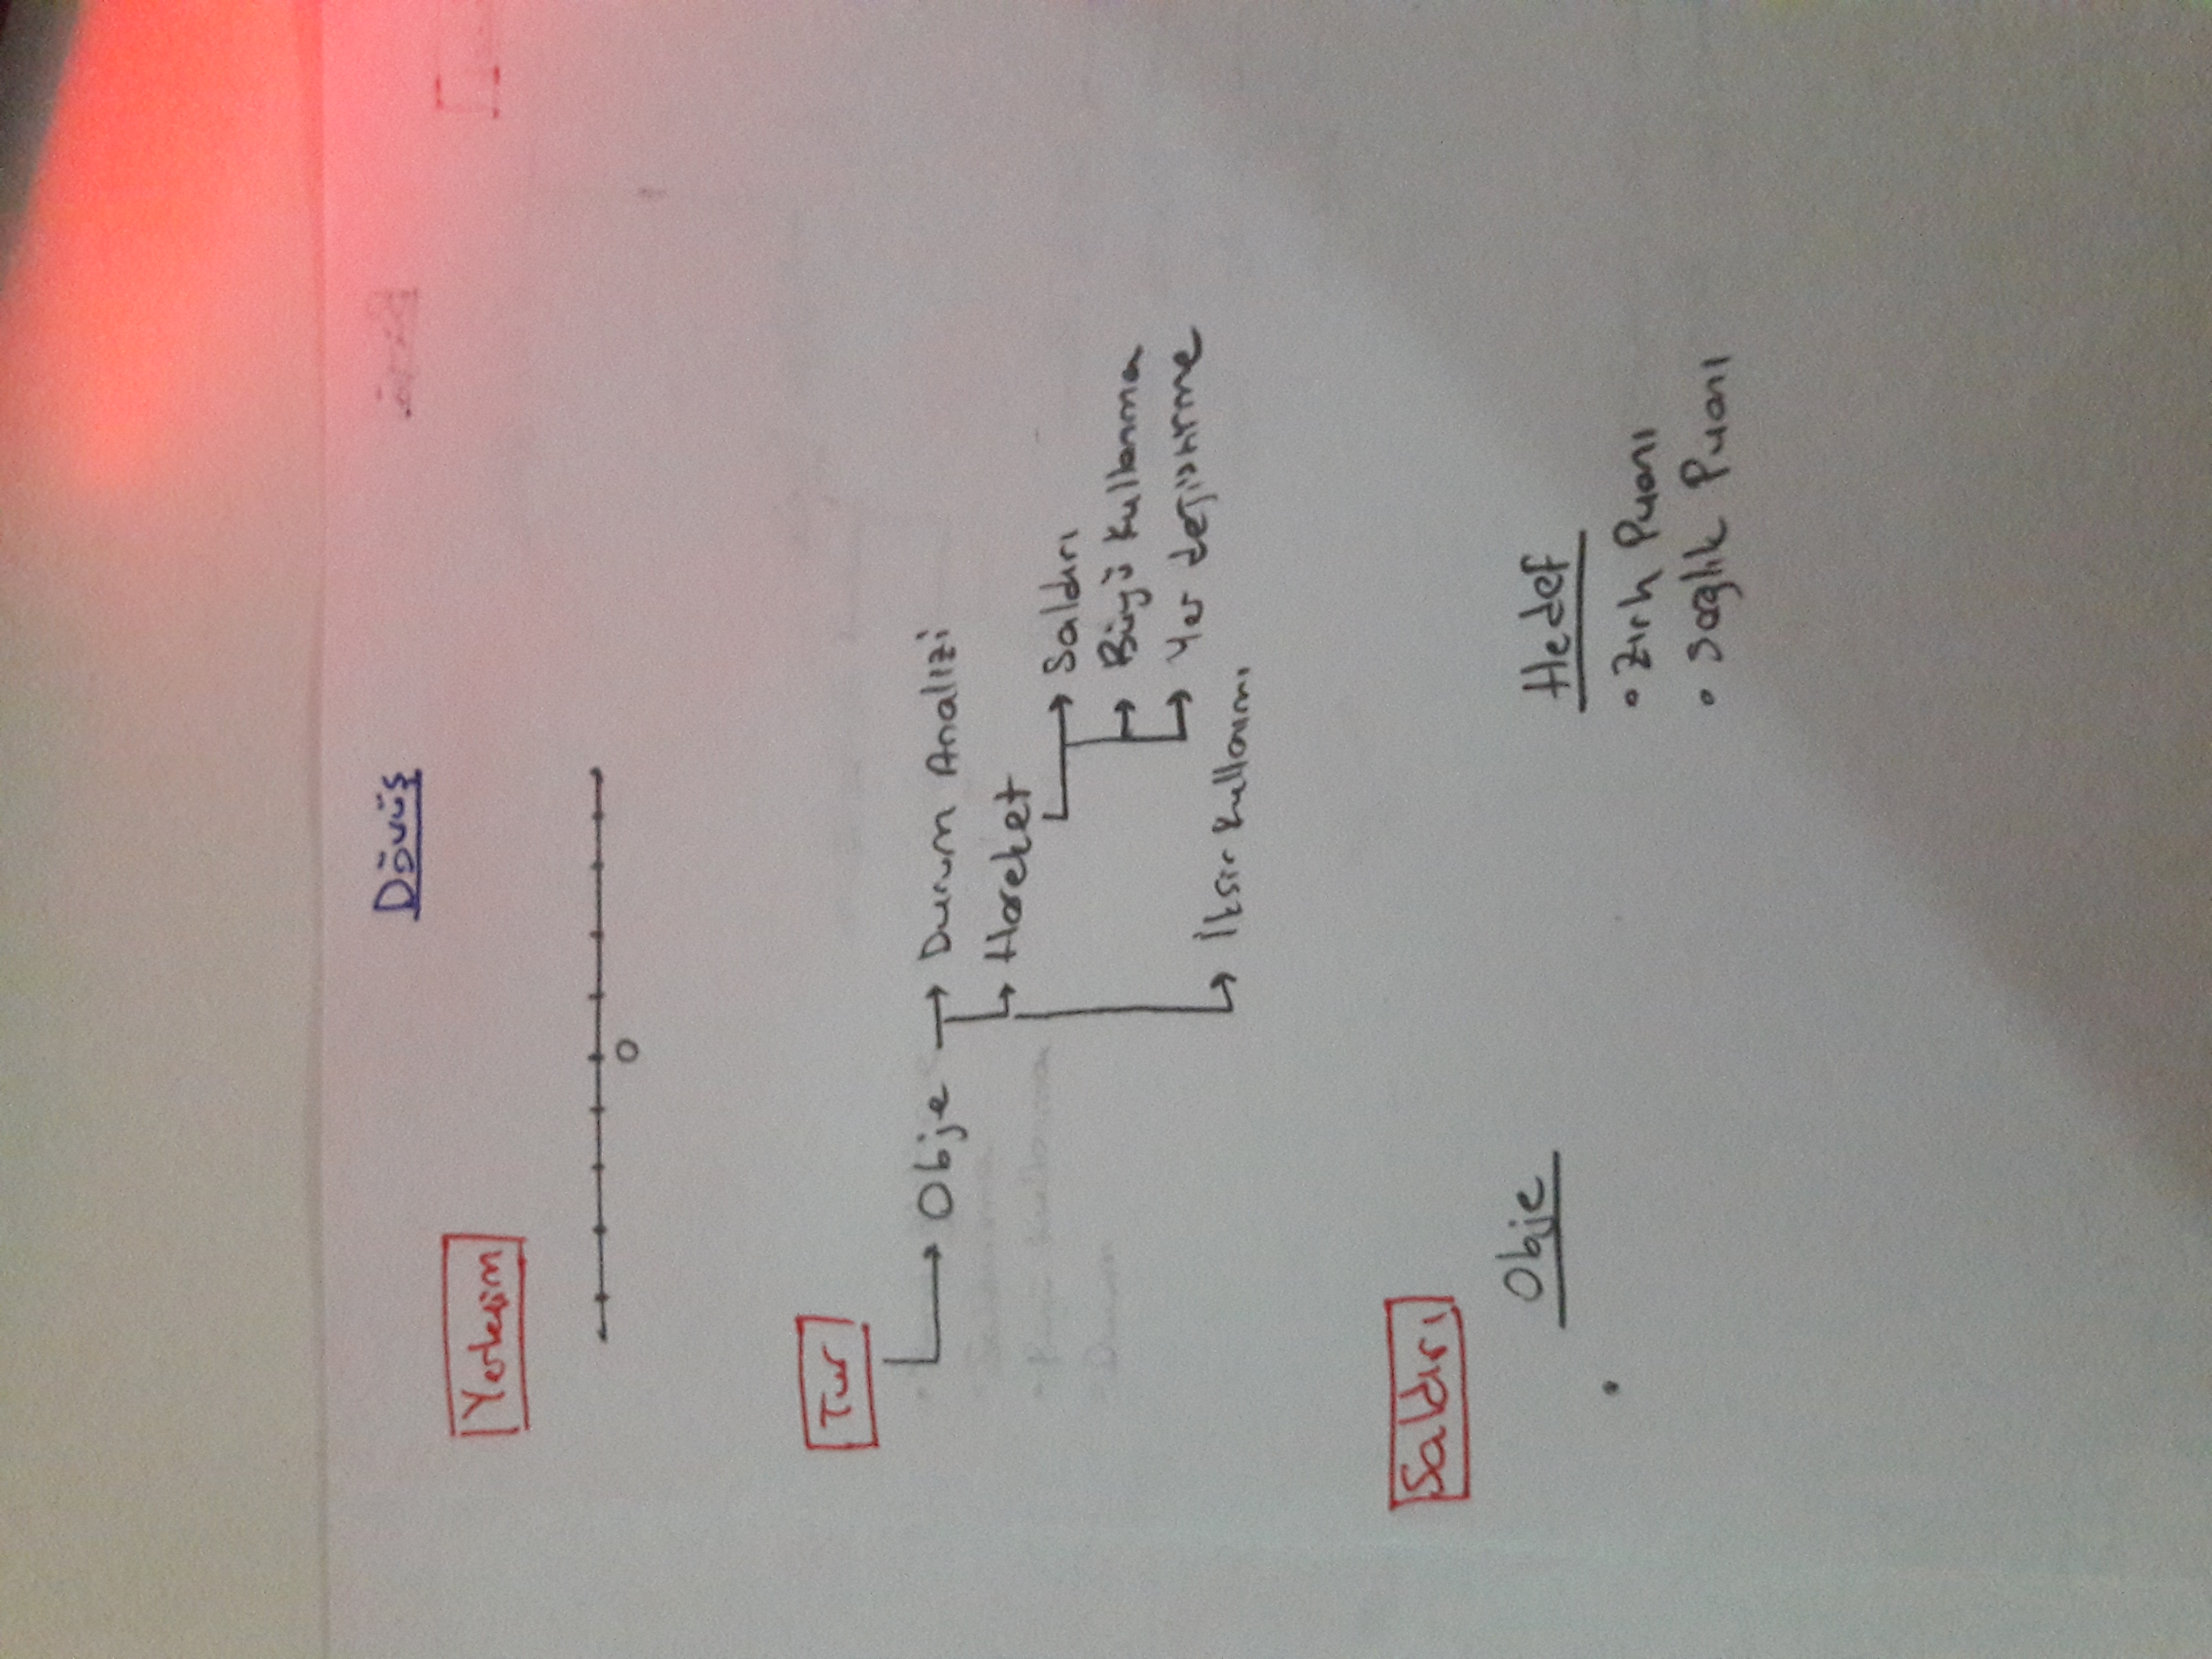 Dövüş
Yerleşim
0
Tur
Obje → Durum Analizi
Hareket
Saldırı
Büyü Kullanma
Yer değiştirme
İksir Kullanımı
Saldırı
Obje
Hedef
• Zırh Puanı
• Sağlık Puanı